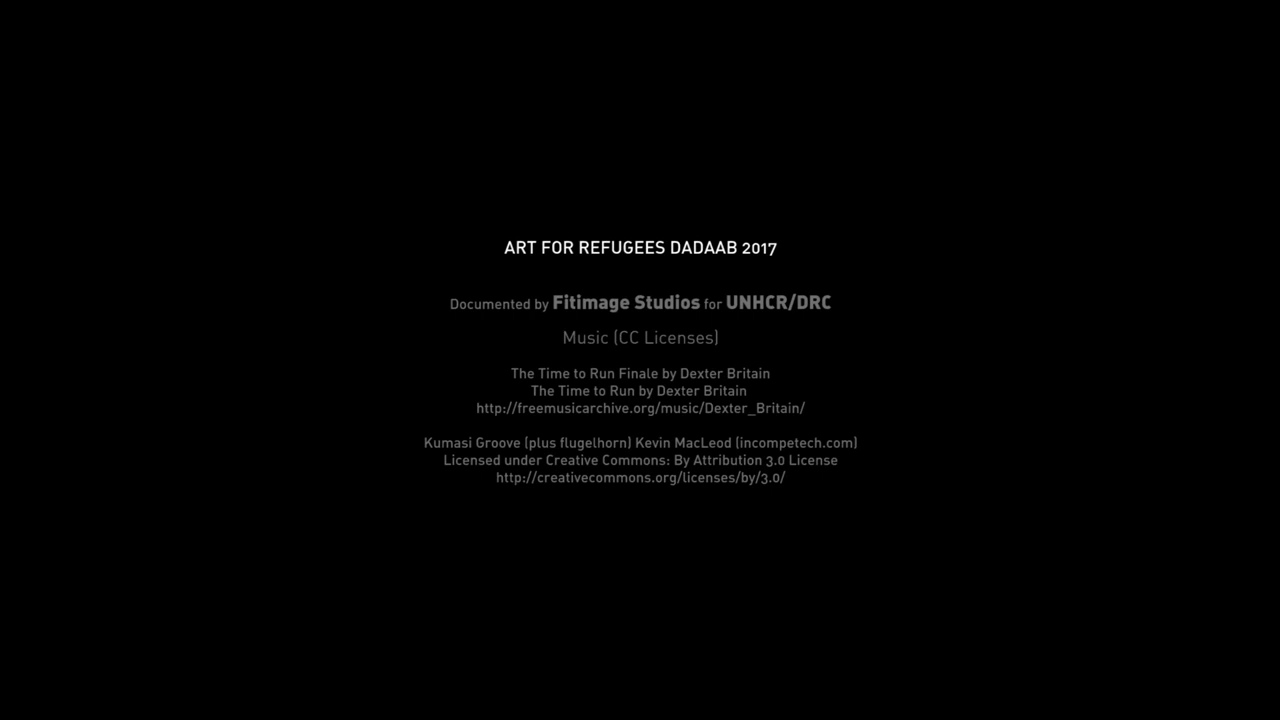 ART FOR REFUGEES DADAAB 2017
Documented by Fitimage Studios for UNHCR/DRC
Music (CC Licenses)
The Time to Run Finale by Dexter Britain
The Time to Run by Dexter Britain
http://freemusicarchive.org/music/Dexter_Britain/
Kumasi Groove (plus flugelhorn) Kevin MacLeod (incompetech.com)
Licensed under Creative Commons: By Attribution 3.0 License
http://creativecommons.org/licenses/by/3.0/